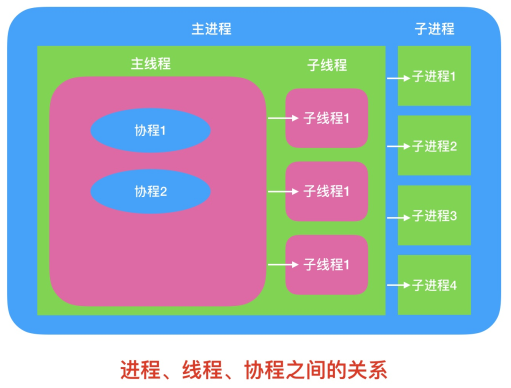 主进程
子进程
主线程
子线程
协程1
协程2
子线程1
子线程1
子线程1
子进程1
子进程2
子进程3
子进程4
进程、线程、协程之间的关系